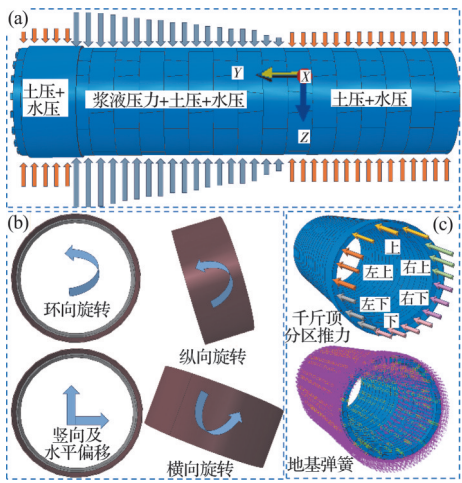 (a)
土压+
水压
浆液压力+土压+水压
Y
X
Z
土压+水压
(b)
环向旋转
纵向旋转
竖向及
水平偏移
横向旋转
(c)
上
左上
右上
左下
右下
下
千斤顶
分区推力
地基弹簧